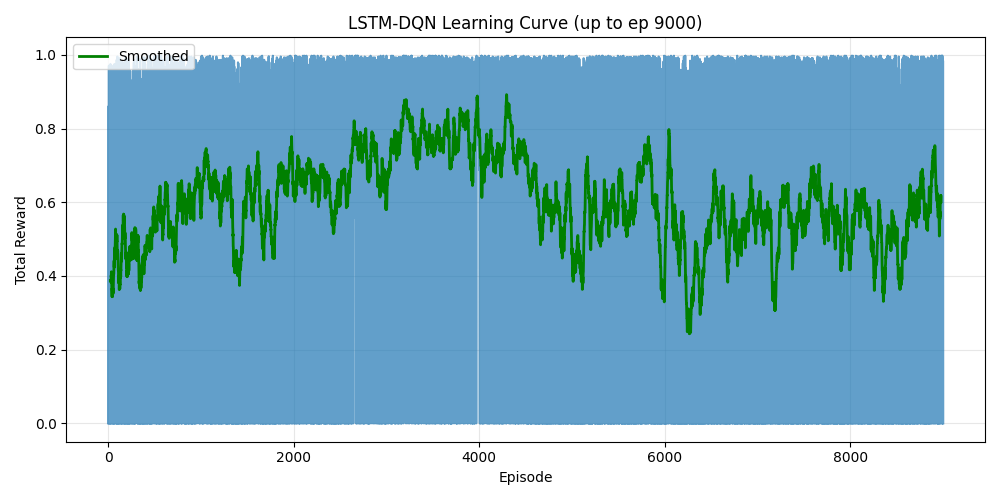 LSTM-DQN Learning Curve (up to ep 9000)
Smoothed
1.0
0.8
0.6
0.4
0.2
0.0
Total Reward
0 2000 4000 6000 8000
Episode